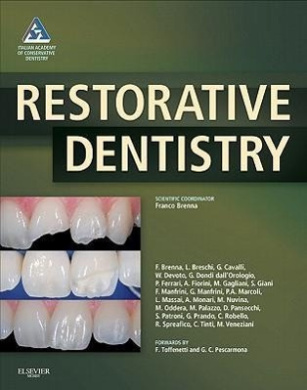 ITALIAN ACADEMY
OF CONSERVATIVE
DENTISTRY
RESTORATIVE
DENTISTRY
SCIENTIFIC COORDINATOR
Franco Brenna
F. Brenna, L. Breschi, G. Cavalli,
W. Devoto, G. Dondi dall'Orologio,
P. Ferrari, A. Fiorini, M. Gagliani, S. Giani
F. Manfrini, G. Manfrini, P.A. Marcoli,
L. Massai, A. Monari, M. Nuvina,
M. Oddera, M. Palazzo, D. Pansecchi,
S. Patroni, G. Prando, C. Robello,
R. Spreafico, C. Tinti, M. Veneziani
FORWARDS BY
F. Toffenetti and G. C. Pescarmona
ELSEVIER